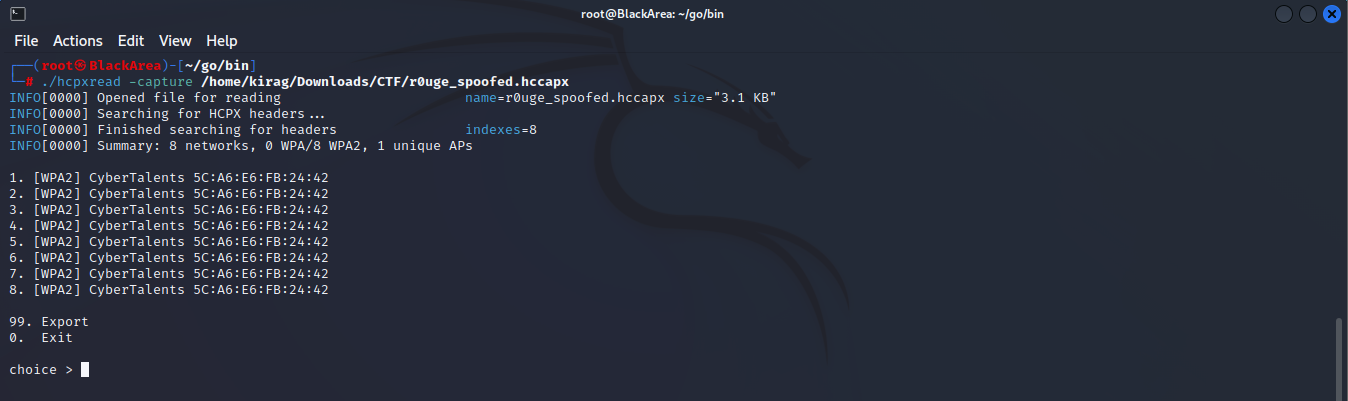 root@BlackArea: ~/go/bin
File Actions Edit View Help
┌──(root㉿BlackArea)-[~/go/bin]
└─# ./hcpxread -capture /home/kirag/Downloads/CTF/r0uge_spoofed.hccapx
INFO[0000] Opened file for reading name=r0uge_spoofed.hccapx size="3.1 KB"
INFO[0000] Searching for HCPX headers...
INFO[0000] Finished searching for headers indexes=8
INFO[0000] Summary: 8 networks, 0 WPA/8 WPA2, 1 unique APs
1. [WPA2] CyberTalents 5C:A6:E6:FB:24:42
2. [WPA2] CyberTalents 5C:A6:E6:FB:24:42
3. [WPA2] CyberTalents 5C:A6:E6:FB:24:42
4. [WPA2] CyberTalents 5C:A6:E6:FB:24:42
5. [WPA2] CyberTalents 5C:A6:E6:FB:24:42
6. [WPA2] CyberTalents 5C:A6:E6:FB:24:42
7. [WPA2] CyberTalents 5C:A6:E6:FB:24:42
8. [WPA2] CyberTalents 5C:A6:E6:FB:24:42
99. Export
0. Exit
choice >